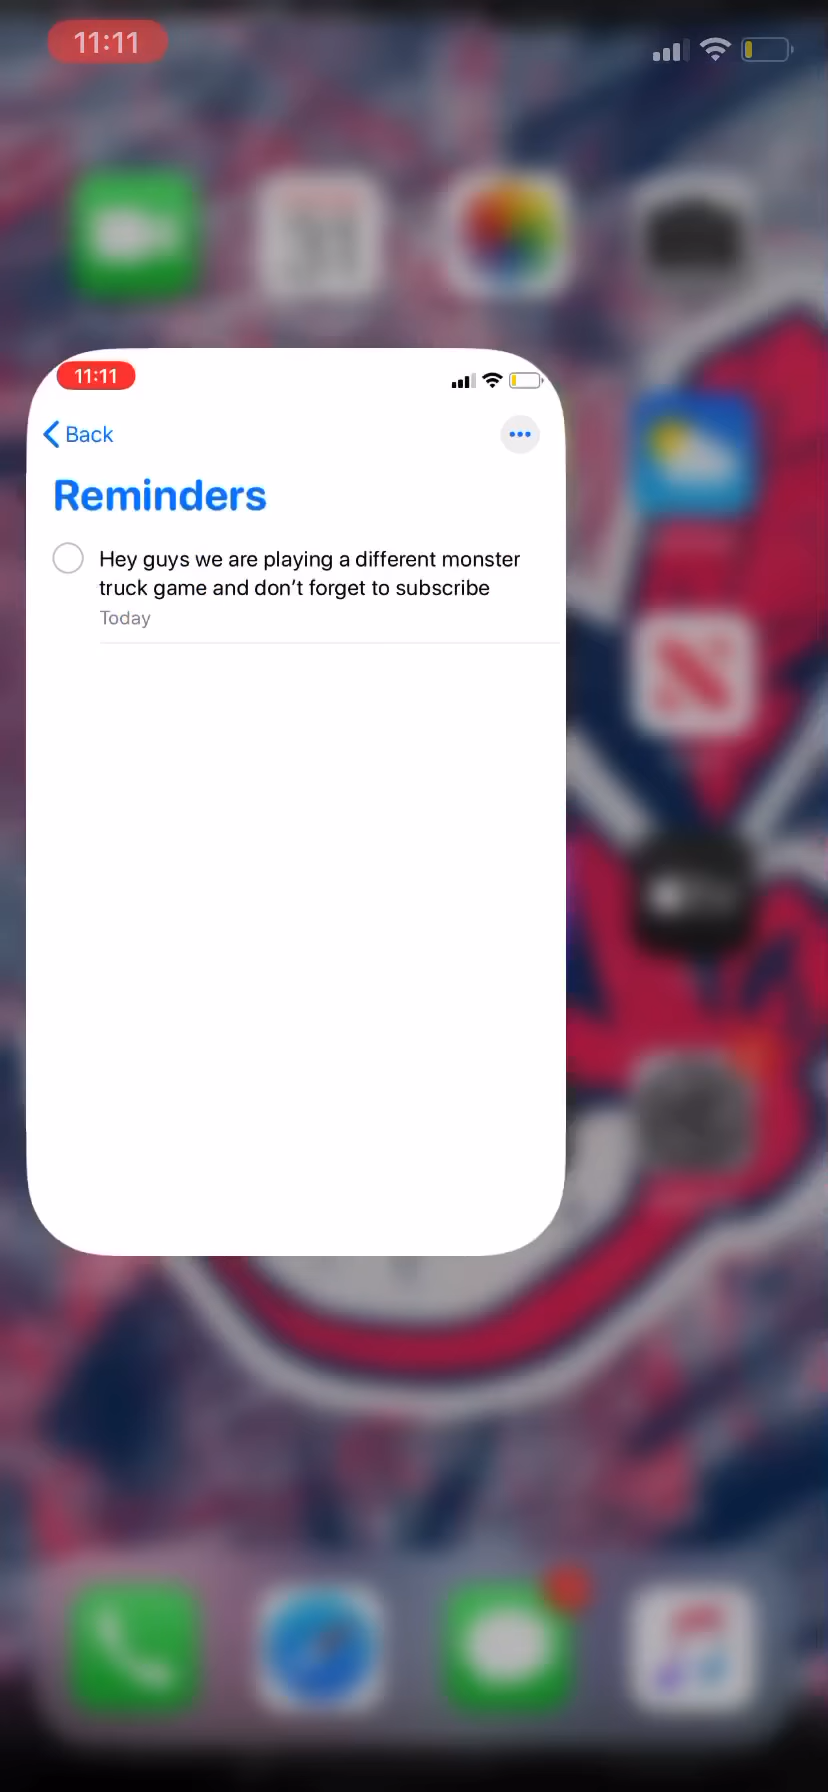 11:11
11:11
Back
Reminders
Hey guys we are playing a different monster
truck game and don’t forget to subscribe
Today